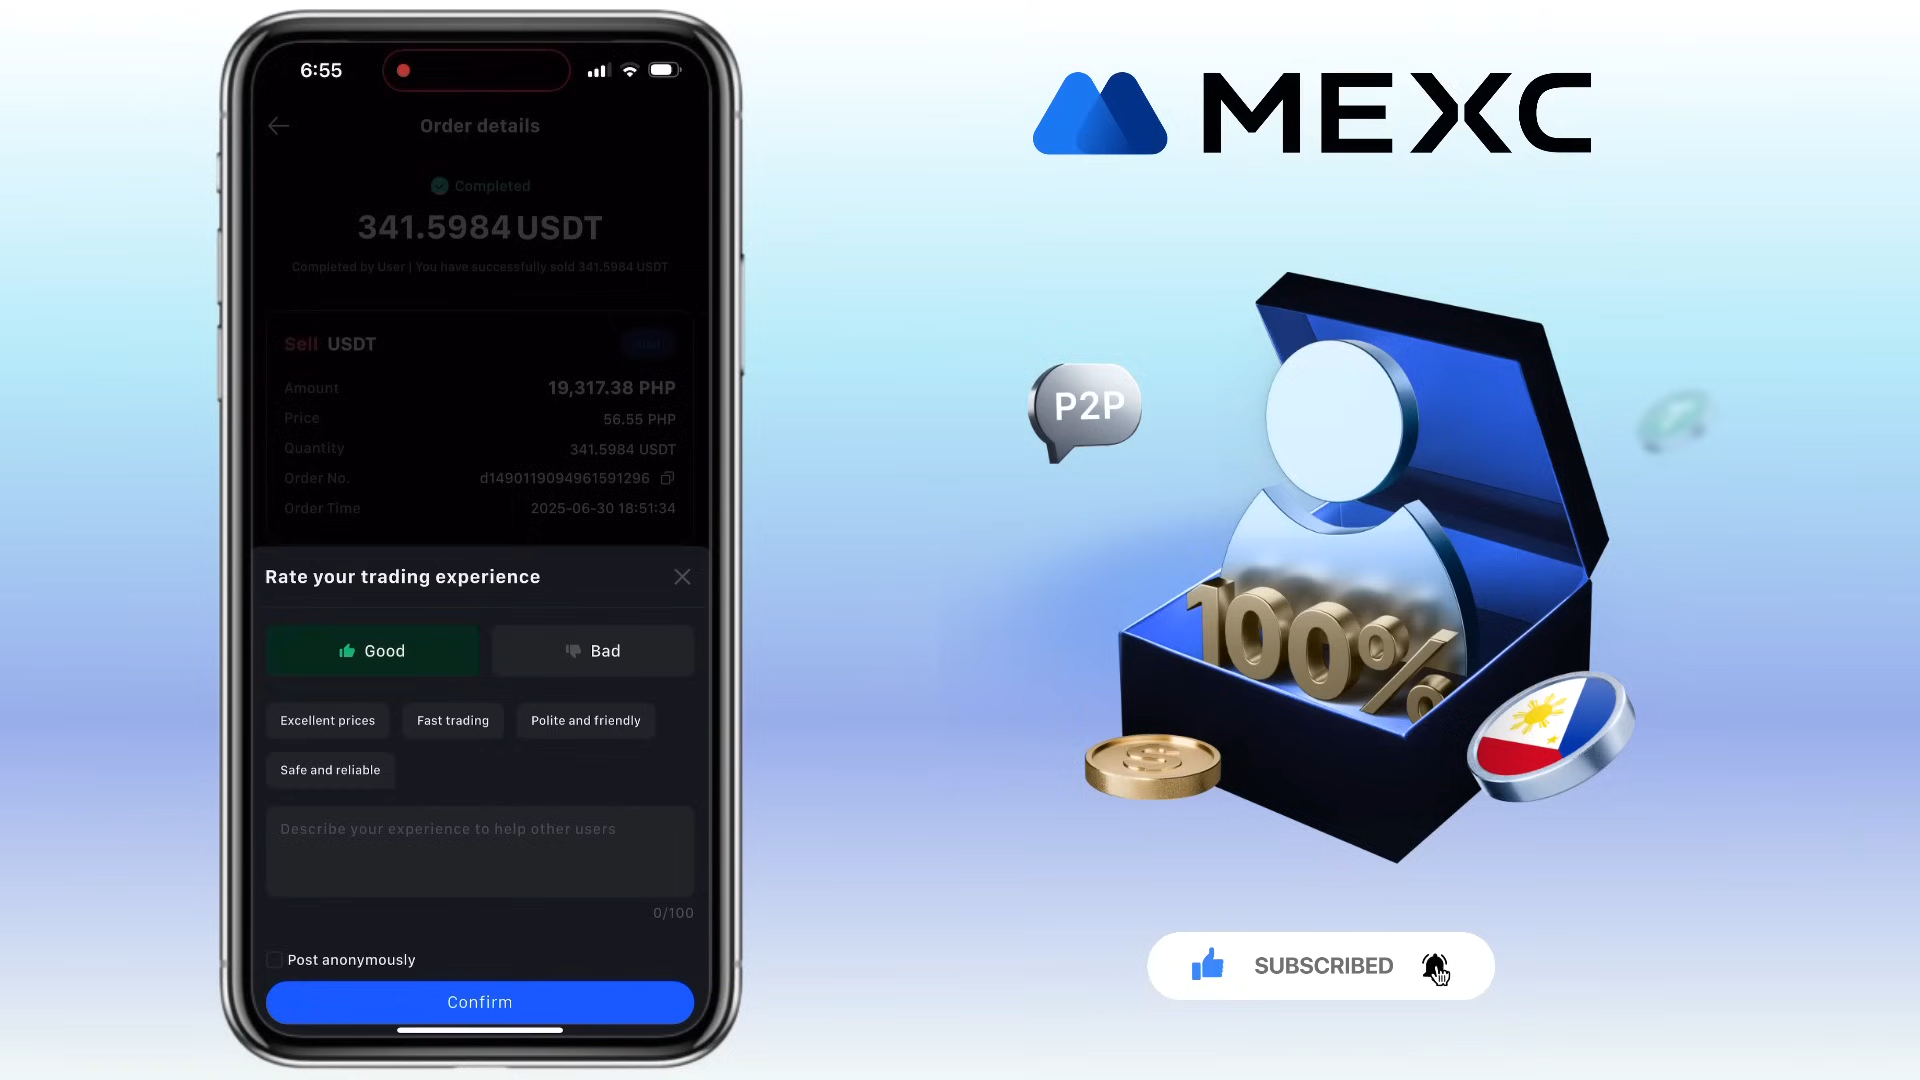 6:55
Order details
Completed
341.5984 USDT
Completed by User | You have successfully sold 341.5984 USDT
Sell USDT
Amount 19,317.38 PHP
Price 56.55 PHP
Quantity 341.5984 USDT
Order No. d1490119094961591296
Order Time 2025-06-30 18:51:34
Rate your trading experience
Good Bad
Excellent prices Fast trading Polite and friendly
Safe and reliable
Describe your experience to help other users
0/100
Post anonymously
Confirm
MEXC
P2P
100%
SUBSCRIBED